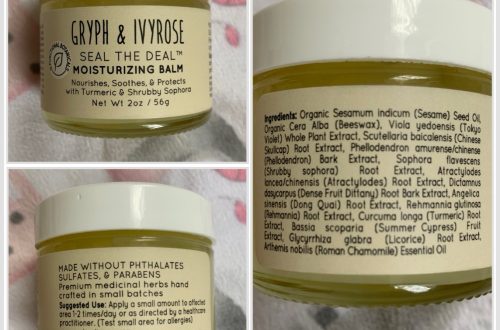 GRYPH & IVYROSE
SEAL THE DEAL™
MOISTURIZING BALM
Nourishes, Soothes, & Protects
with Turmeric & Shrubby Sophora
Net Wt 2oz / 56g
MADE WITHOUT PHTHALATES
SULFATES, & PARABENS
Premium medicinal herbs hand
crafted in small batches
Suggested Use: Apply a small amount to affected
area 1-2 times/day or as directed by a healthcare
practitioner. (Test small area for allergies)
Ingredients: Organic Sesamum indicum (Sesame) Seed Oil,
Organic Cera Alba (Beeswax), Viola yedoensis (Tokyo
Violet) Whole Plant Extract, Scutellaria baicalensis (Chinese
Skullcap) Root Extract, Phellodendron amurense/chinense
(Phellodendron) Bark Extract, Sophora flavescens
(Shrubby sophora) Root Extract, Atractylodes
lancea/chinensis (Atractylodes) Root Extract, Dictamnus
dasycarpus (Dense Fruit Dittany) Root Bark Extract, Angelica
sinensis (Dong Quai) Root Extract, Rehmannia glutinosa
(Rehmannia) Root Extract, Curcuma longa (Turmeric) Root
Extract, Bassia scoparia (Summer Cypress) Fruit
Extract, Glycyrrhiza glabra (Licorice) Root Extract,
Arthemis nobilis (Roman Chamomile) Essential Oil